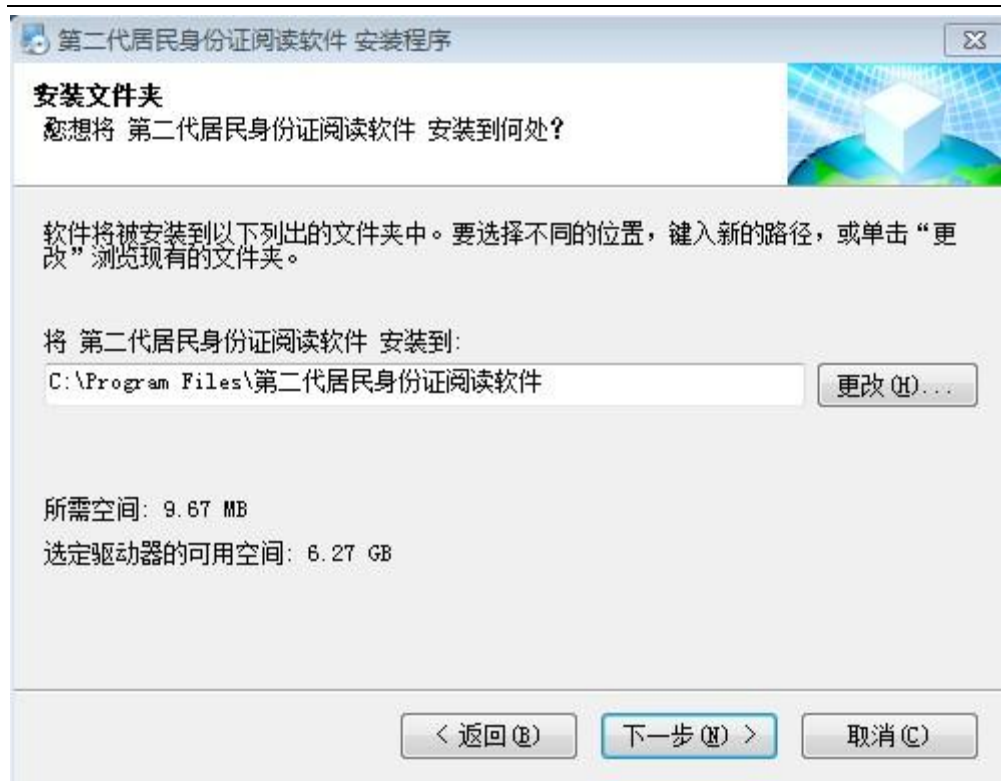 第二代居民身份证阅读软件 安装程序
安装文件夹
您想将 第二代居民身份证阅读软件 安装到何处?
软件将被安装到以下列出的文件夹中。要选择不同的位置，键入新的路径，或单击“更
改”浏览现有的文件夹。
将 第二代居民身份证阅读软件 安装到:
C:\Program Files\第二代居民身份证阅读软件
更改(H)...
所需空间: 9.67 MB
选定驱动器的可用空间: 6.27 GB
< 返回(B)
下一步(N) >
取消(C)